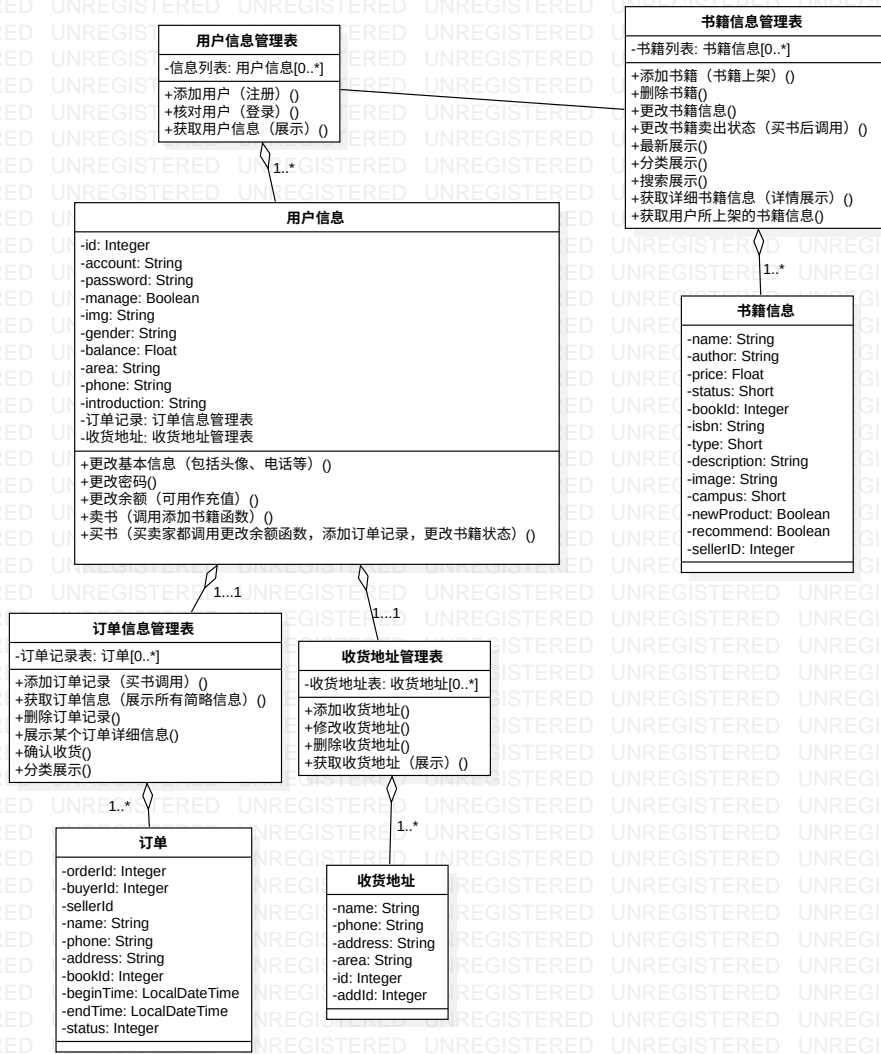 用户信息管理表
-信息列表: 用户信息[0..*]
+添加用户（注册）()
+核对用户（登录）()
+获取用户信息（展示）()
书籍信息管理表
-书籍列表: 书籍信息[0..*]
+添加书籍（书籍上架）()
+删除书籍()
+更改书籍信息()
+更改书籍卖出状态（买书后调用）()
+最新展示()
+分类展示()
+搜索展示()
+获取详细书籍信息（详情展示）()
+获取用户所上架的书籍信息()
1..*
用户信息
-id: Integer
-account: String
-password: String
-manage: Boolean
-img: String
-gender: String
-balance: Float
-area: String
-phone: String
-introduction: String
-订单记录: 订单信息管理表
-收货地址: 收货地址管理表
+更改基本信息（包括头像、电话等）()
+更改密码()
+更改余额（可用作充值）()
+卖书（调用添加书籍函数）()
+买书（买卖家都调用更改余额函数，添加订单记录，更改书籍状态）()
1..*
书籍信息
-name: String
-author: String
-price: Float
-status: Short
-bookId: Integer
-isbn: String
-type: Short
-description: String
-image: String
-campus: Short
-newProduct: Boolean
-recommend: Boolean
-sellerID: Integer
1...1
1...1
订单信息管理表
-订单记录表: 订单[0..*]
+添加订单记录（买书调用）()
+获取订单信息（展示所有简略信息）()
+删除订单记录()
+展示某个订单详细信息()
+确认收货()
+分类展示()
收货地址管理表
-收货地址表: 收货地址[0..*]
+添加收货地址()
+修改收货地址()
+删除收货地址()
+获取收货地址（展示）()
1..*
订单
-orderId: Integer
-buyerId: Integer
-sellerId
-name: String
-phone: String
-address: String
-bookId: Integer
-beginTime: LocalDateTime
-endTime: LocalDateTime
-status: Integer
1..*
收货地址
-name: String
-phone: String
-address: String
-area: String
-id: Integer
-addId: Integer
UNREGISTERED